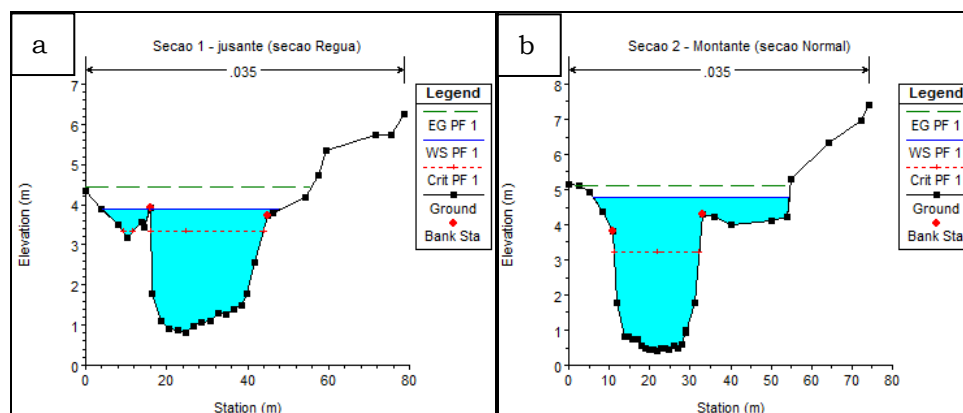 a
Secao 1 - jusante (secao Regua)
.035
7
6
5
4
3
2
1
0
0 20 40 60 80
Elevation (m)
Station (m)
Legend
EG PF 1
WS PF 1
Crit PF 1
Ground
Bank Sta
b
Secao 2 - Montante (secao Normal)
.035
8
7
6
5
4
3
2
1
0
0 10 20 30 40 50 60 70 80
Elevation (m)
Station (m)
Legend
EG PF 1
WS PF 1
Crit PF 1
Ground
Bank Sta